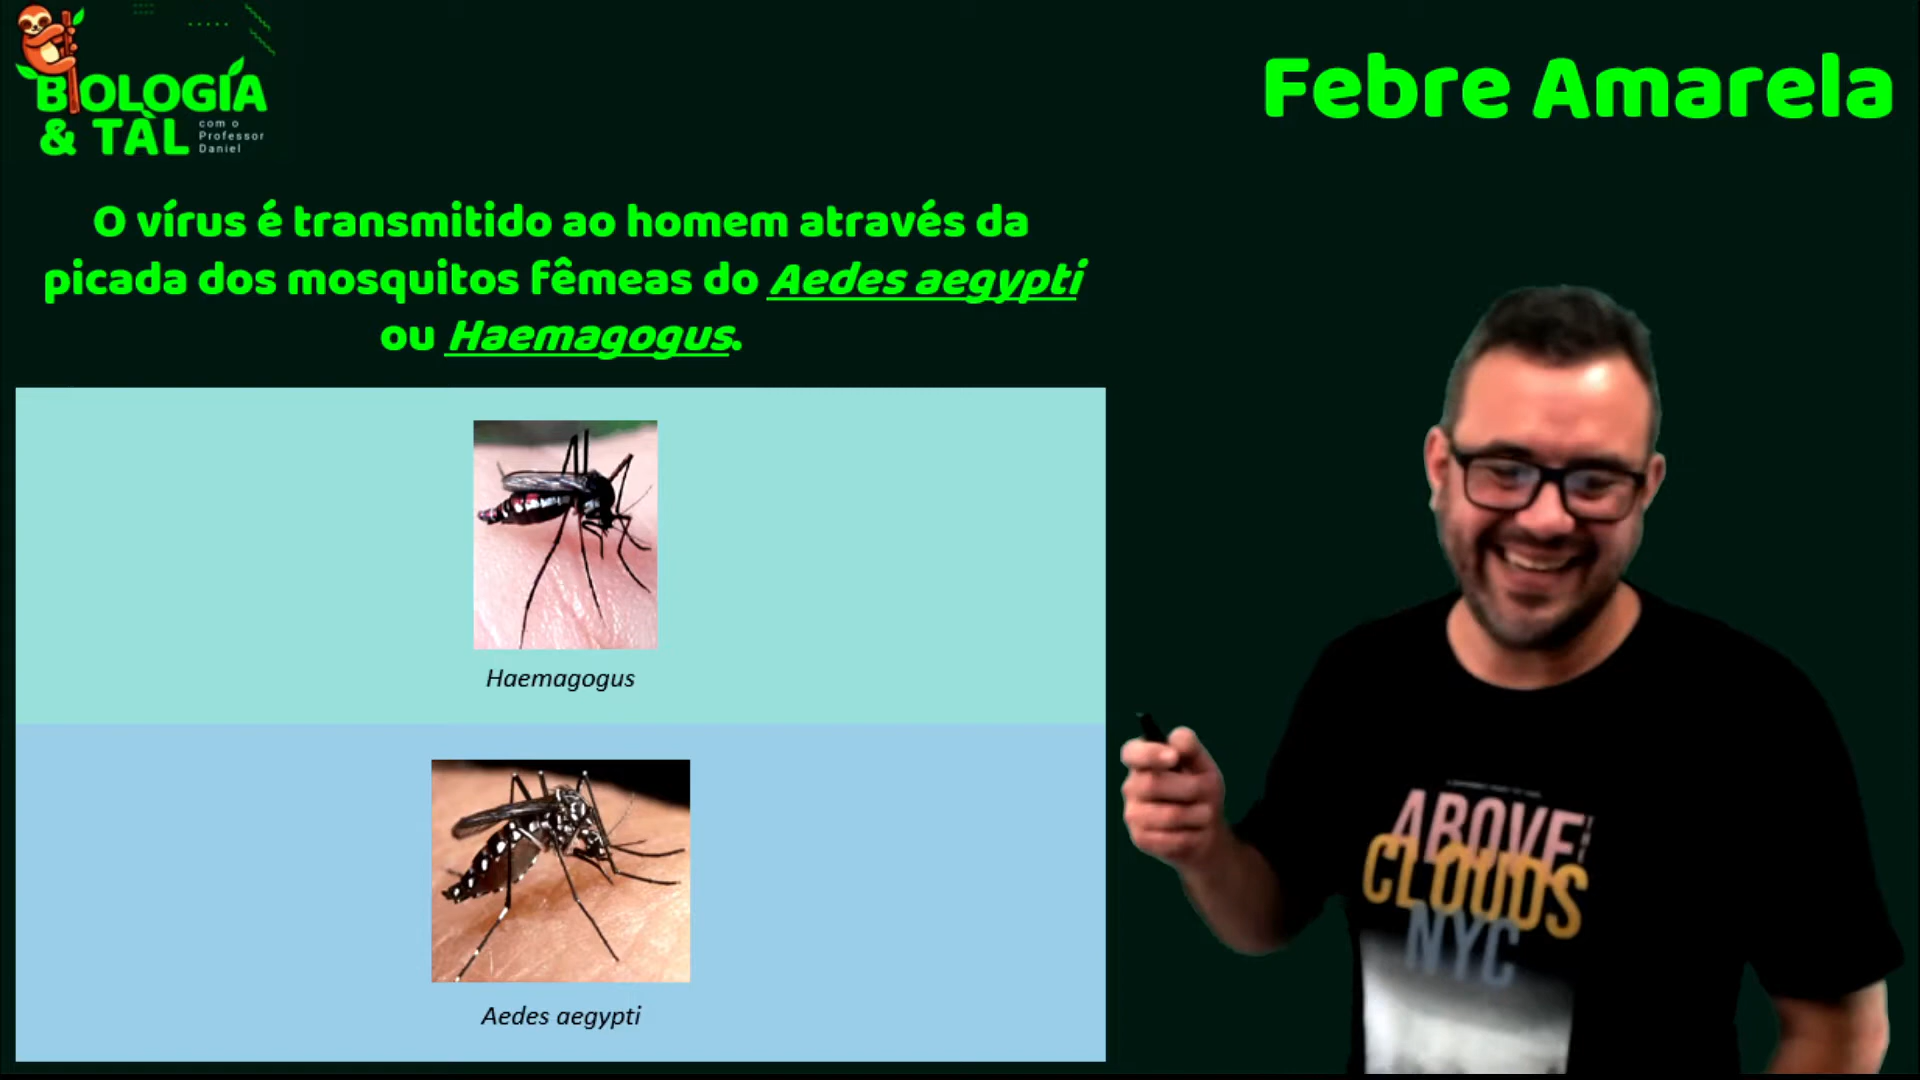 BIOLOGIA
& TÀL
com o
Professor
Daniel
Febre Amarela
O vírus é transmitido ao homem através da
picada dos mosquitos fêmeas do Aedes aegypti
ou Haemagogus.
Haemagogus
Aedes aegypti
ABOVE
CLOUDS
NYC